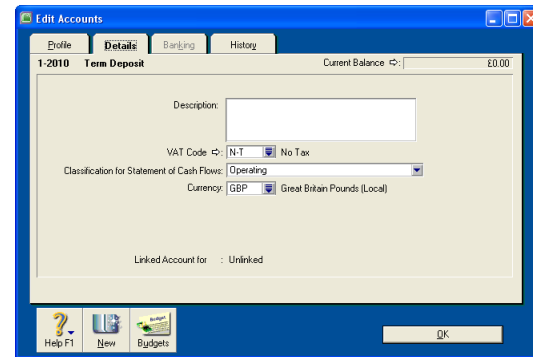 Edit Accounts
Profile Details Banking History
1-2010 Term Deposit Current Balance ⇨: £0.00
Description:
VAT Code ⇨: N-T No Tax
Classification for Statement of Cash Flows: Operating
Currency: GBP Great Britain Pounds (Local)
Linked Account for : Unlinked
Budget
Help F1 New Budgets OK